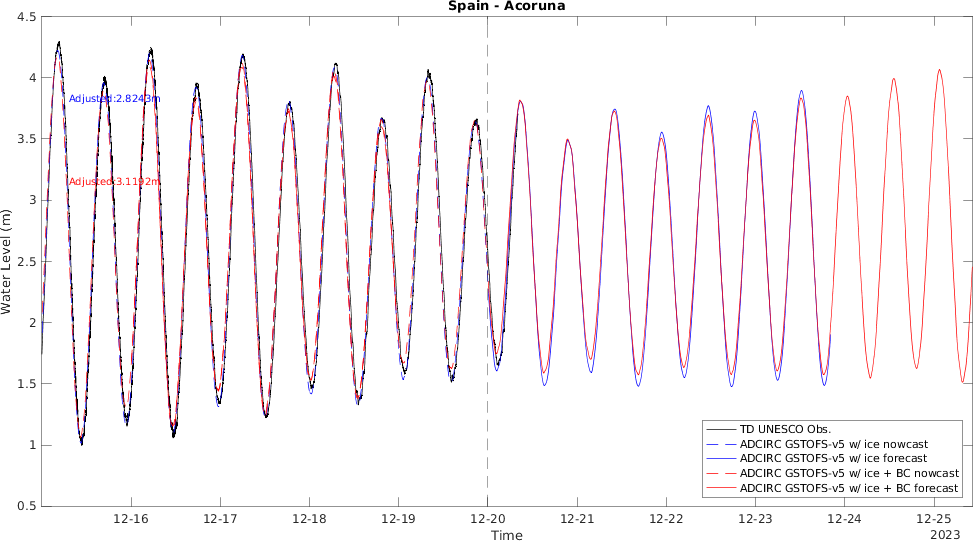 Spain - Acoruna
4.5
4
3.5
3
2.5
2
1.5
1
0.5
Water Level (m)
Adjusted:2.8243m
Adjusted:3.1192m
TD UNESCO Obs.
ADCIRC GSTOFS-v5 w/ ice nowcast
ADCIRC GSTOFS-v5 w/ ice forecast
ADCIRC GSTOFS-v5 w/ ice + BC nowcast
ADCIRC GSTOFS-v5 w/ ice + BC forecast
12-16 12-17 12-18 12-19 12-20 12-21 12-22 12-23 12-24 12-25
Time
2023